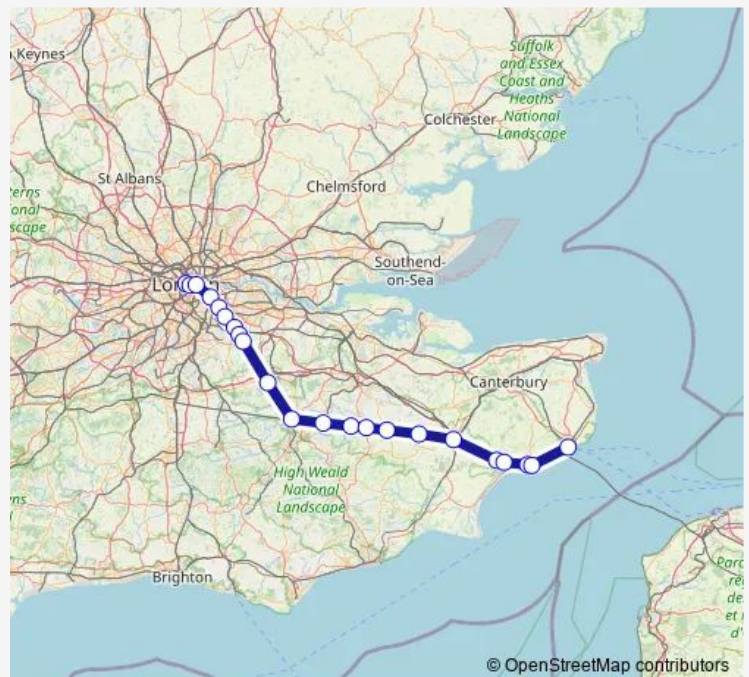 Keynes
Suffolk
and Essex
Coast and
Heaths
National
Landscape
Colchester
St Albans
Chelmsford
Southend-
on-Sea
Canterbury
High Weald
National
Landscape
Brighton
© OpenStreetMap contributors